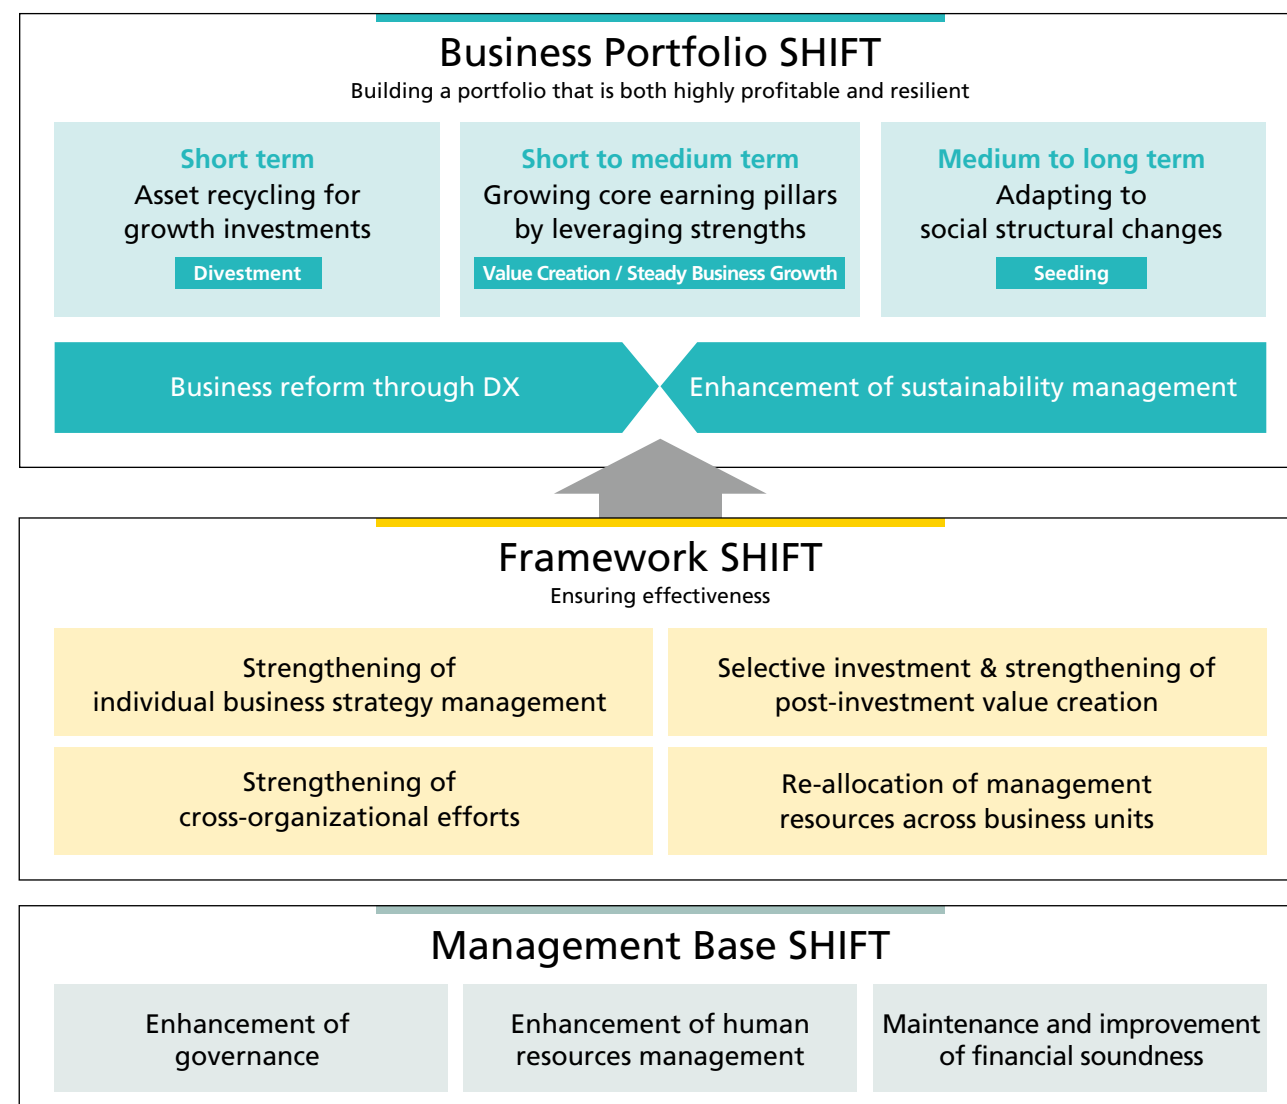 Business Portfolio SHIFT
Building a portfolio that is both highly profitable and resilient
Short term
Asset recycling for
growth investments
Divestment
Short to medium term
Growing core earning pillars
by leveraging strengths
Value Creation / Steady Business Growth
Medium to long term
Adapting to
social structural changes
Seeding
Business reform through DX
Enhancement of sustainability management
Framework SHIFT
Ensuring effectiveness
Strengthening of
individual business strategy management
Selective investment & strengthening of
post-investment value creation
Strengthening of
cross-organizational efforts
Re-allocation of management
resources across business units
Management Base SHIFT
Enhancement of
governance
Enhancement of human
resources management
Maintenance and improvement
of financial soundness